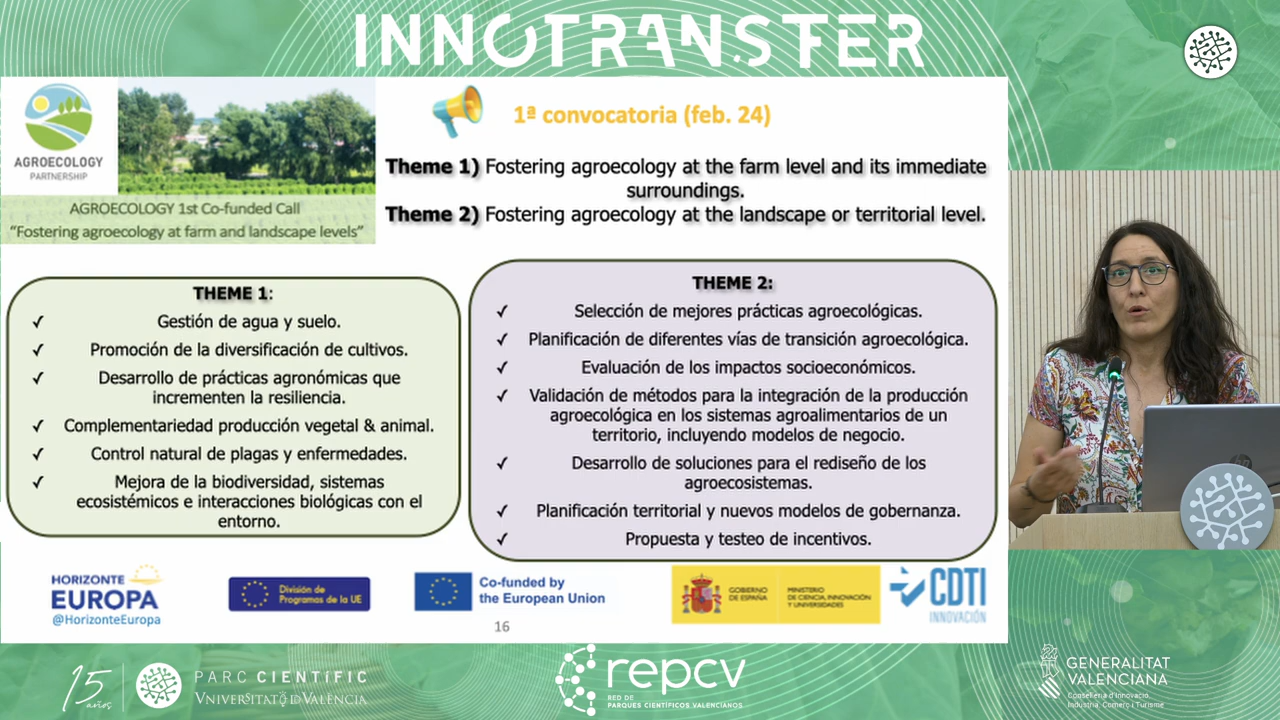 INNOTRANSFER
AGROECOLOGY
PARTNERSHIP
AGROECOLOGY 1st Co-funded Call
“Fostering agroecology at farm and landscape levels”
1ª convocatoria (feb. 24)
Theme 1) Fostering agroecology at the farm level and its immediate
surroundings.
Theme 2) Fostering agroecology at the landscape or territorial level.
THEME 1:
✓ Gestión de agua y suelo.
✓ Promoción de la diversificación de cultivos.
✓ Desarrollo de prácticas agronómicas que
incrementen la resiliencia.
✓ Complementariedad producción vegetal & animal.
✓ Control natural de plagas y enfermedades.
✓ Mejora de la biodiversidad, sistemas
ecosistémicos e interacciones biológicas con el
entorno.
THEME 2:
✓ Selección de mejores prácticas agroecológicas.
✓ Planificación de diferentes vías de transición agroecológica.
✓ Evaluación de los impactos socioeconómicos.
✓ Validación de métodos para la integración de la producción
agroecológica en los sistemas agroalimentarios de un
territorio, incluyendo modelos de negocio.
✓ Desarrollo de soluciones para el rediseño de los
agroecosistemas.
✓ Planificación territorial y nuevos modelos de gobernanza.
✓ Propuesta y testeo de incentivos.
HORIZONTE
EUROPA
@HorizonteEuropa
División de
Programas de la UE
Co-funded by
the European Union
GOBIERNO
DE ESPAÑA
MINISTERIO
DE CIENCIA, INNOVACIÓN
Y UNIVERSIDADES
CDTI
INNOVACIÓN
16
15
años
PARC CIENTÍFIC
VNIVERSITATỎDVALÈNCIA
repcv
RED DE
PARQUES CIENTÍFICOS VALENCIANOS
GENERALITAT
VALENCIANA
Conselleria d'Innovació,
Indústria, Comerç i Turisme